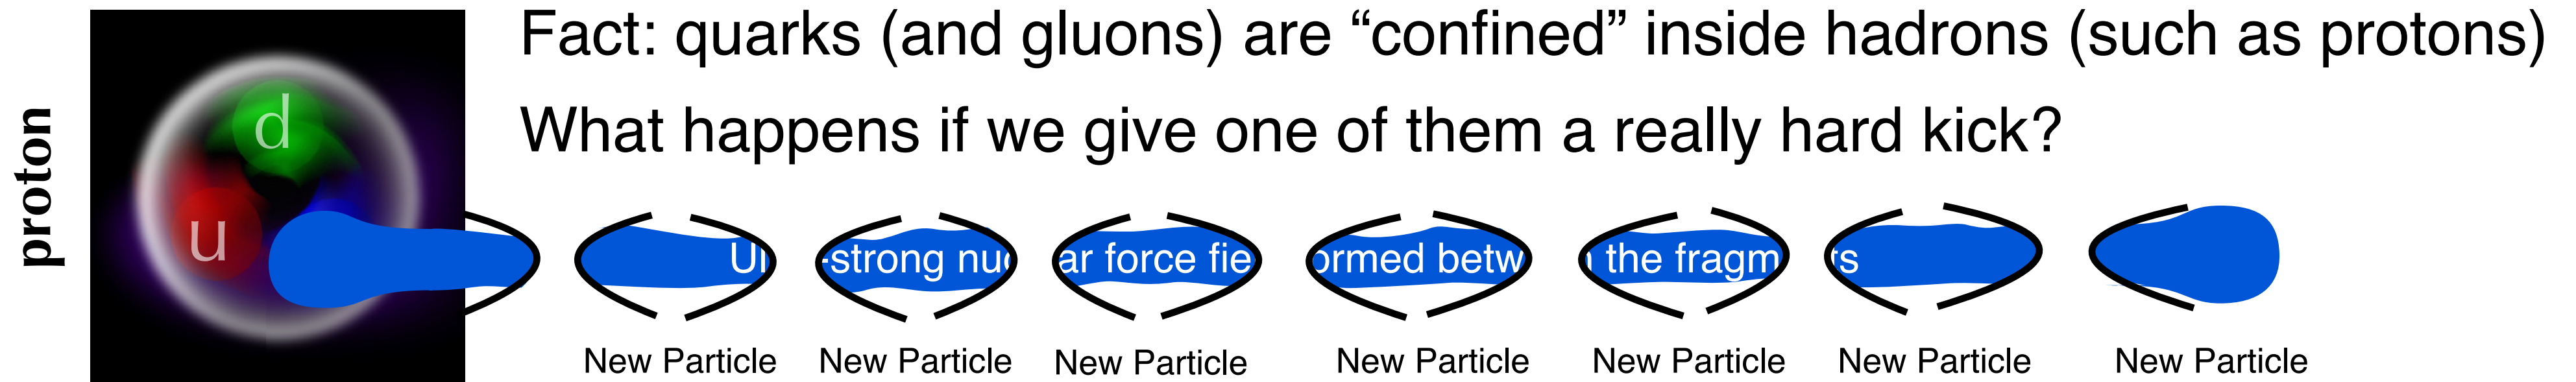 proton
Fact: quarks (and gluons) are “confined” inside hadrons (such as protons)
What happens if we give one of them a really hard kick?
d
u
-strong nu ar force fie ormed betw the fragm s
New Particle New Particle New Particle New Particle New Particle New Particle New Particle